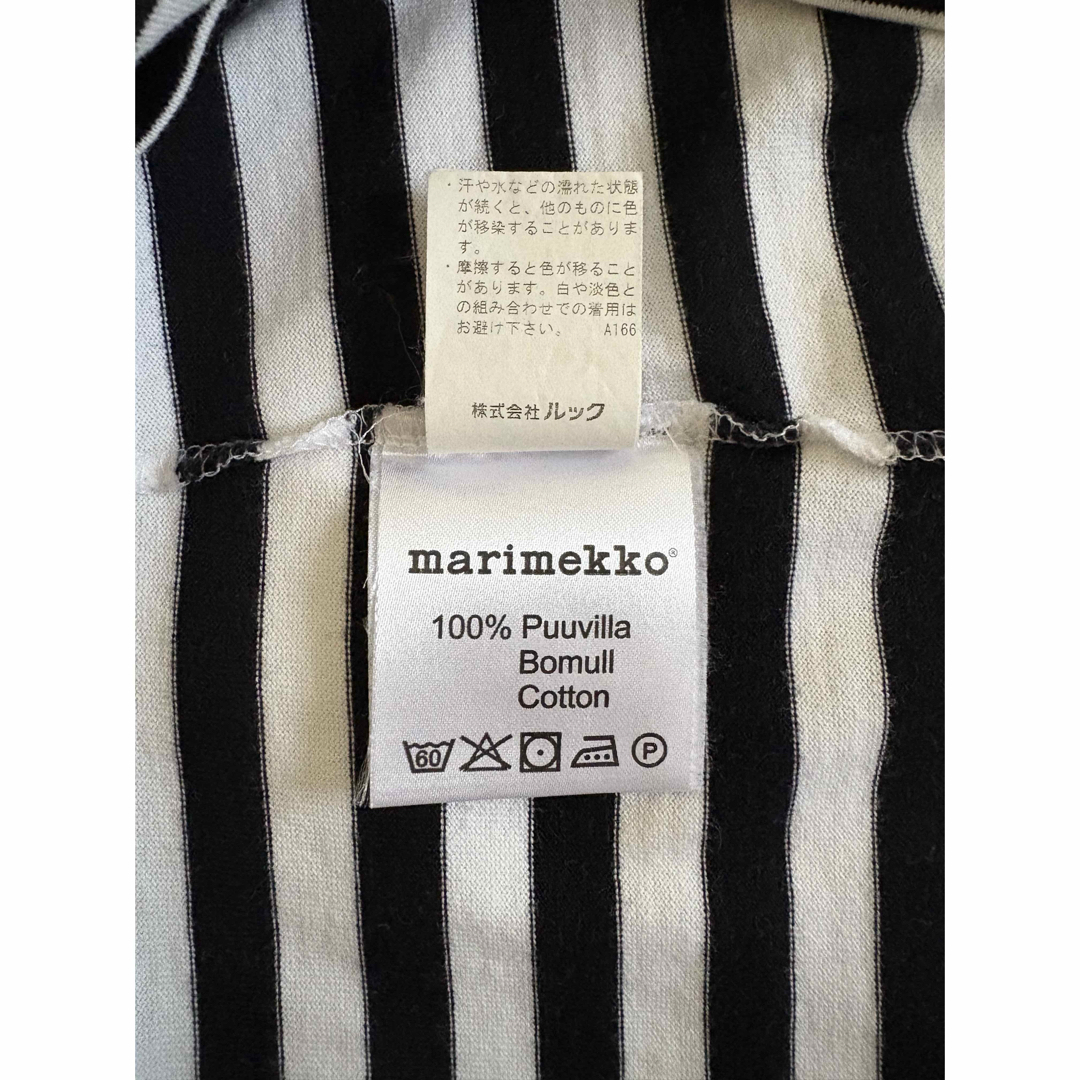 ・汗や水などの濡れた状態
が続くと、他のものに色
が移染することがありま
す。
・摩擦すると色が移ること
があります。白や淡色と
の組み合わせでの着用は
お避け下さい。 A166
株式会社ルック
marimekko®
100% Puuvilla
Bomull
Cotton
60 P